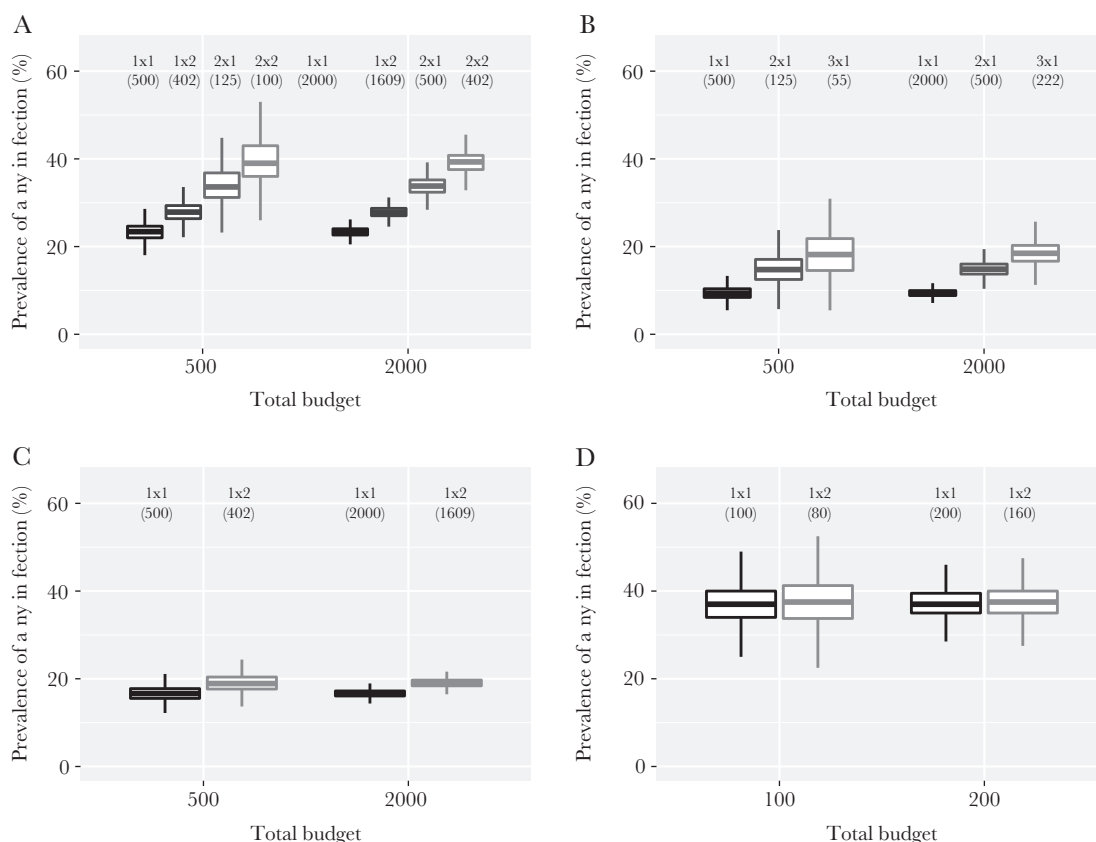 A
Prevalence of a ny in fection (%)
60
40
20
0
1x1 1x2 2x1 2x2 1x1 1x2 2x1 2x2
(500) (402) (125) (100) (2000) (1609) (500) (402)
500 2000
Total budget
B
Prevalence of a ny in fection (%)
60
40
20
0
1x1 2x1 3x1 1x1 2x1 3x1
(500) (125) (55) (2000) (500) (222)
500 2000
Total budget
C
Prevalence of a ny in fection (%)
60
40
20
0
1x1 1x2 1x1 1x2
(500) (402) (2000) (1609)
500 2000
Total budget
D
Prevalence of a ny in fection (%)
60
40
20
0
1x1 1x2 1x1 1x2
(100) (80) (200) (160)
100 200
Total budget